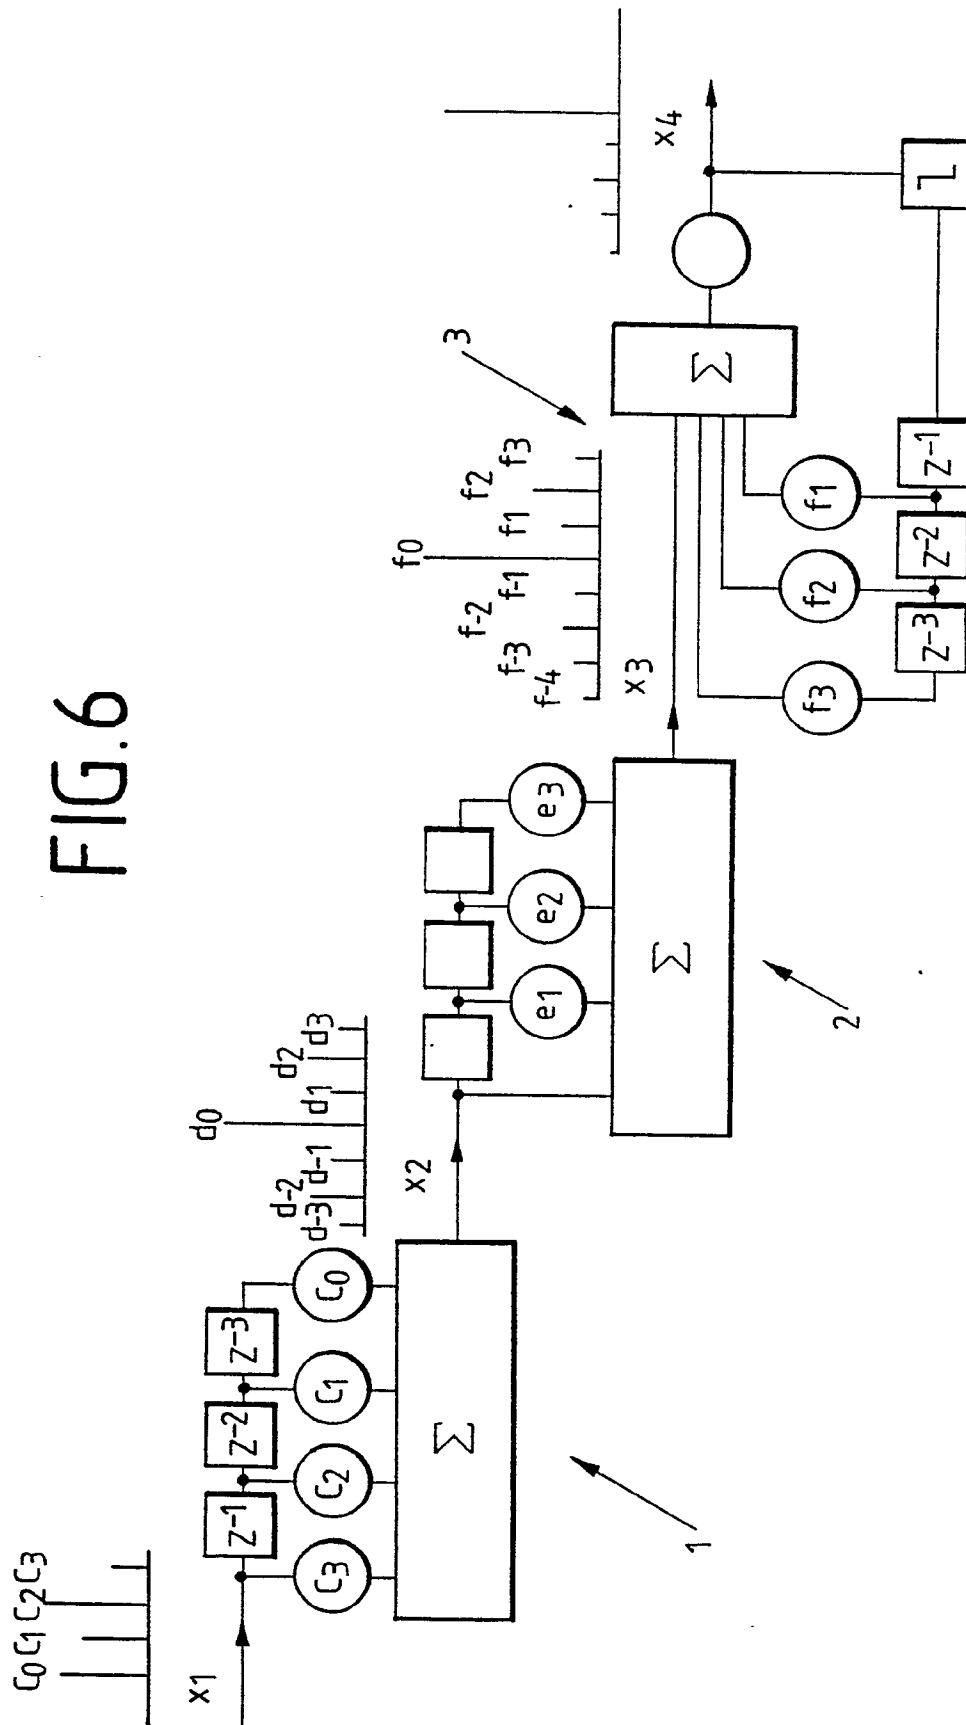 FIG.6
C0 C1 C2 C3
x1
z-1
z-2
z-3
C3
C2
C1
C0
Σ
1
d-3
d-2
d-1
d0
d1
d2
d3
x2
e1
e2
e3
Σ
2
f-4
f-3
f-2
f-1
f0
f1
f2
f3
x3
3
Σ
f3
f2
f1
z-3
z-2
z-1
x4